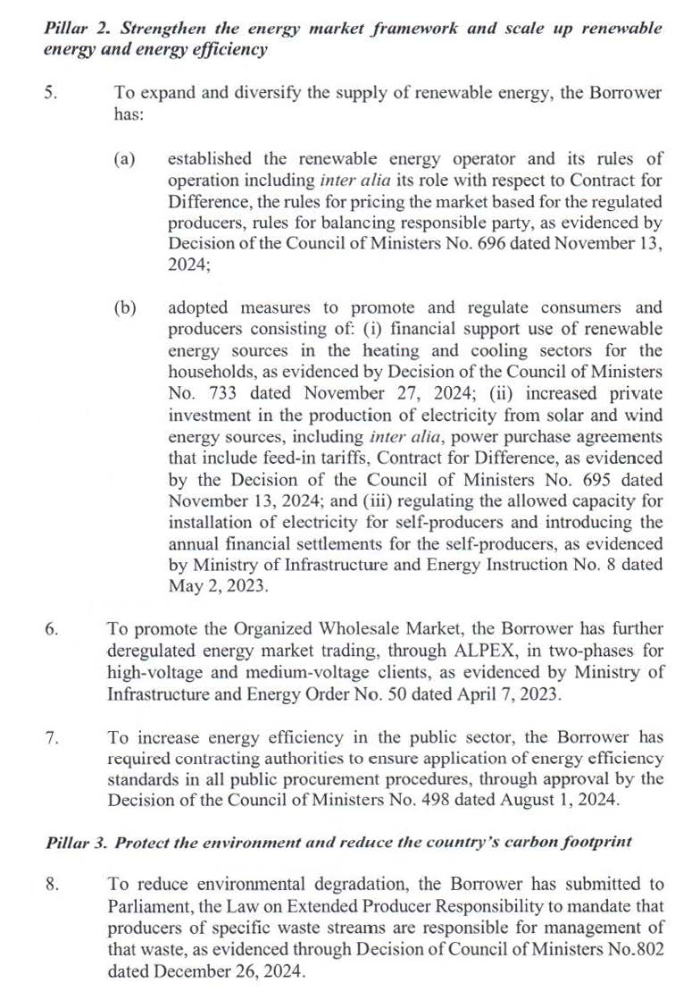 Pillar 2. Strengthen the energy market framework and scale up renewable
energy and energy efficiency
5. To expand and diversify the supply of renewable energy, the Borrower
has:
(a) established the renewable energy operator and its rules of
operation including inter alia its role with respect to Contract for
Difference, the rules for pricing the market based for the regulated
producers, rules for balancing responsible party, as evidenced by
Decision of the Council of Ministers No. 696 dated November 13,
2024;
(b) adopted measures to promote and regulate consumers and
producers consisting of: (i) financial support use of renewable
energy sources in the heating and cooling sectors for the
households, as evidenced by Decision of the Council of Ministers
No. 733 dated November 27, 2024; (ii) increased private
investment in the production of electricity from solar and wind
energy sources, including inter alia, power purchase agreements
that include feed-in tariffs, Contract for Difference, as evidenced
by the Decision of the Council of Ministers No. 695 dated
November 13, 2024; and (iii) regulating the allowed capacity for
installation of electricity for self-producers and introducing the
annual financial settlements for the self-producers, as evidenced
by Ministry of Infrastructure and Energy Instruction No. 8 dated
May 2, 2023.
6. To promote the Organized Wholesale Market, the Borrower has further
deregulated energy market trading, through ALPEX, in two-phases for
high-voltage and medium-voltage clients, as evidenced by Ministry of
Infrastructure and Energy Order No. 50 dated April 7, 2023.
7. To increase energy efficiency in the public sector, the Borrower has
required contracting authorities to ensure application of energy efficiency
standards in all public procurement procedures, through approval by the
Decision of the Council of Ministers No. 498 dated August 1, 2024.
Pillar 3. Protect the environment and reduce the country's carbon footprint
8. To reduce environmental degradation, the Borrower has submitted to
Parliament, the Law on Extended Producer Responsibility to mandate that
producers of specific waste streams are responsible for management of
that waste, as evidenced through Decision of Council of Ministers No.802
dated December 26, 2024.